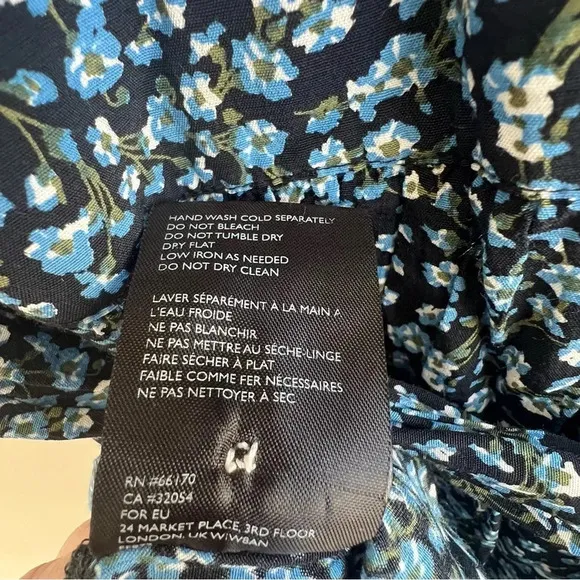 HAND WASH COLD SEPARATELY
DO NOT BLEACH
DO NOT TUMBLE DRY
DRY FLAT
LOW IRON AS NEEDED
DO NOT DRY CLEAN
LAVER SÉPARÉMENT À LA MAIN A
L'EAU FROIDE
NE PAS BLANCHIR
NE PAS METTRE AU SÈCHE-LINGE
FAIRE SÉCHER À PLAT
FAIBLE COMME FER NÉCESSAIRES
NE PAS NETTOYER À SEC
RN #66170
CA #32054
FOR EU
24 MARKET PLACE, 3RD FLOOR
LONDON, UK W1W8AN